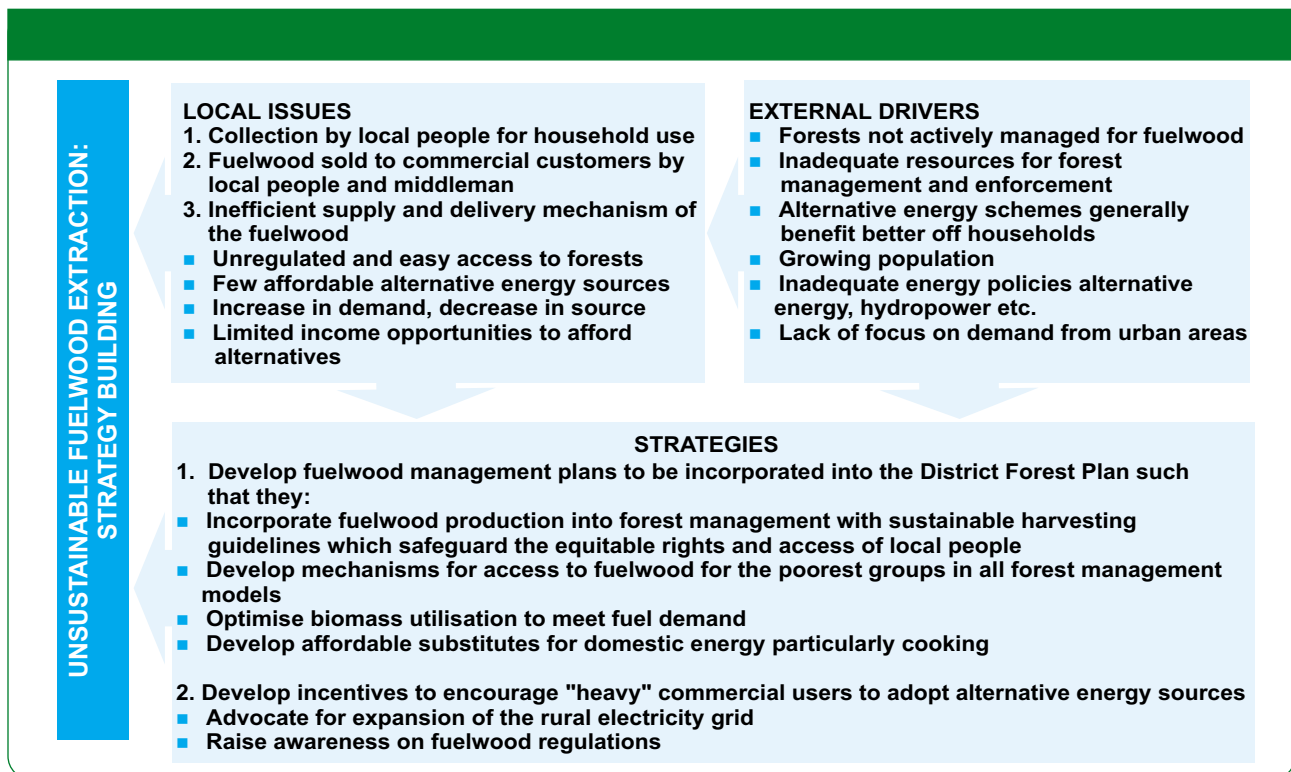 UNSUSTAINABLE FUELWOOD EXTRACTION:
STRATEGY BUILDING
LOCAL ISSUES
1. Collection by local people for household use
2. Fuelwood sold to commercial customers by
local people and middleman
3. Inefficient supply and delivery mechanism of
the fuelwood
■ Unregulated and easy access to forests
■ Few affordable alternative energy sources
■ Increase in demand, decrease in source
■ Limited income opportunities to afford
alternatives
EXTERNAL DRIVERS
■ Forests not actively managed for fuelwood
■ Inadequate resources for forest
management and enforcement
■ Alternative energy schemes generally
benefit better off households
■ Growing population
■ Inadequate energy policies alternative
energy, hydropower etc.
■ Lack of focus on demand from urban areas
STRATEGIES
1. Develop fuelwood management plans to be incorporated into the District Forest Plan such
that they:
■ Incorporate fuelwood production into forest management with sustainable harvesting
guidelines which safeguard the equitable rights and access of local people
■ Develop mechanisms for access to fuelwood for the poorest groups in all forest management
models
■ Optimise biomass utilisation to meet fuel demand
■ Develop affordable substitutes for domestic energy particularly cooking
2. Develop incentives to encourage "heavy" commercial users to adopt alternative energy sources
■ Advocate for expansion of the rural electricity grid
■ Raise awareness on fuelwood regulations